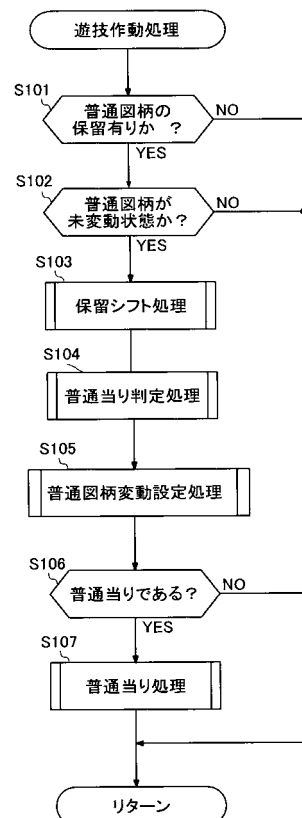 遊技作動処理
S101
普通図柄の
保留有りか ?
NO
YES
S102
普通図柄が
未変動状態か?
NO
YES
S103
保留シフト処理
S104
普通当り判定処理
S105
普通図柄変動設定処理
S106
普通当りである?
NO
YES
S107
普通当り処理
リターン